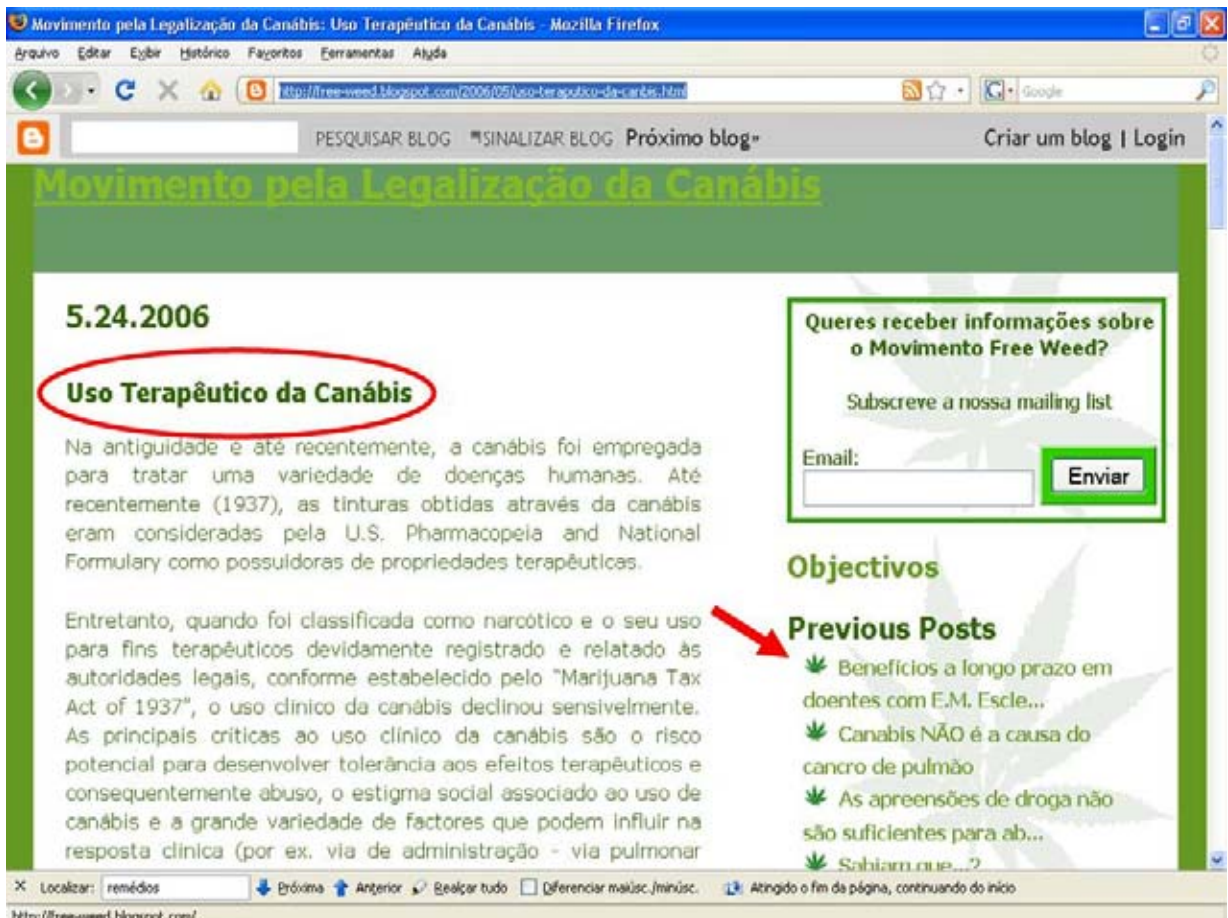 Movimento pela Legalização da Canábis: Uso Terapêutico da Canábis - Mozilla Firefox
Arquivo Editar Exibir Histórico Favoritos Ferramentas Ajuda
http://free-weed.blogspot.com/2006/05/uso-teraputico-da-canbis.html
Google
PESQUISAR BLOG SINALIZAR BLOG Próximo blog»
Criar um blog | Login
Movimento pela Legalização da Canábis
5.24.2006
Uso Terapêutico da Canábis
Na antiguidade e até recentemente, a canábis foi empregada
para tratar uma variedade de doenças humanas. Até
recentemente (1937), as tinturas obtidas através da canábis
eram consideradas pela U.S. Pharmacopeia and National
Formulary como possuidoras de propriedades terapêuticas.
Entretanto, quando foi classificada como narcótico e o seu uso
para fins terapêuticos devidamente registrado e relatado às
autoridades legais, conforme estabelecido pelo "Marijuana Tax
Act of 1937", o uso clínico da canábis declinou sensivelmente.
As principais críticas ao uso clínico da canábis são o risco
potencial para desenvolver tolerância aos efeitos terapêuticos e
consequentemente abuso, o estigma social associado ao uso de
canábis e a grande variedade de factores que podem influir na
resposta clínica (por ex. via de administração - via pulmonar
Queres receber informações sobre
o Movimento Free Weed?
Subscreve a nossa mailing list
Email:
Enviar
Objectivos
Previous Posts
Benefícios a longo prazo em
doentes com E.M. Escle...
Canabis NÃO é a causa do
cancro de pulmão
As apreensões de droga não
são suficientes para ab...
Sabiam que...?
Localizar: remédios Próxima Anterior Realçar tudo Diferenciar maiúsc./minúsc. Atingido o fim da página, continuando do início
http://free-weed.blogspot.com/